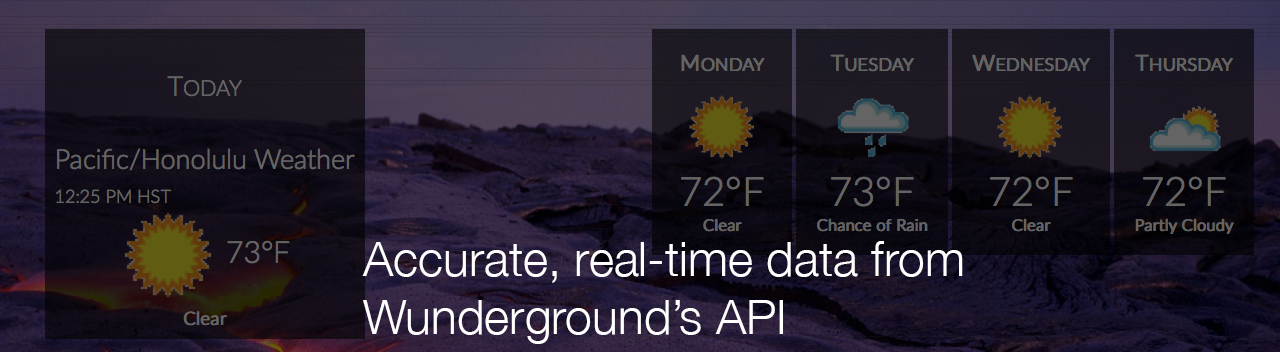 TODAY
Pacific/Honolulu Weather
12:25 PM HST
73°F
Clear
MONDAY
72°F
Clear
TUESDAY
73°F
Chance of Rain
WEDNESDAY
72°F
Clear
THURSDAY
72°F
Partly Cloudy
Accurate, real-time data from
Wunderground’s API